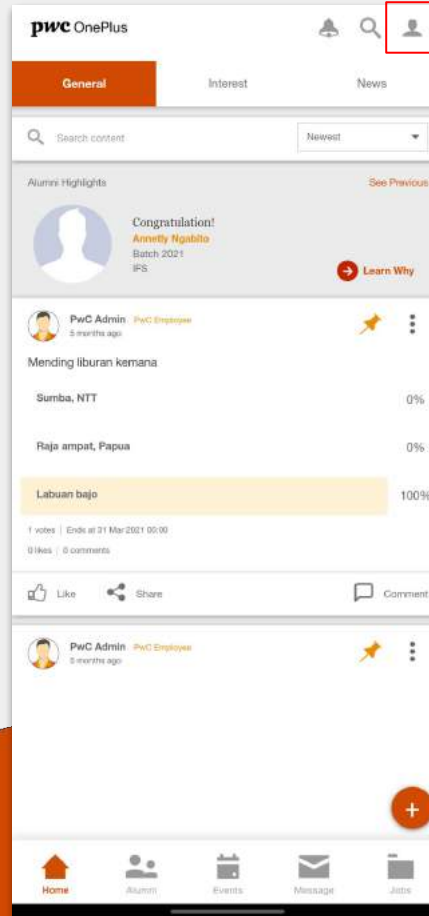 pwc OnePlus
General Interest News
Search content Newest
Alumni Highlights See Previous
Congratulation!
Annetly Ngabito
Batch 2021
IFS
Learn Why
PwC Admin PwC Employee
5 months ago
Mending liburan kemana
Sumba, NTT 0%
Raja ampat, Papua 0%
Labuan bajo 100%
1 votes | Ends at 31 Mar 2021 00:00
0 likes | 0 comments
Like Share Comment
PwC Admin PwC Employee
5 months ago
+
Home Alumni Events Message Jobs